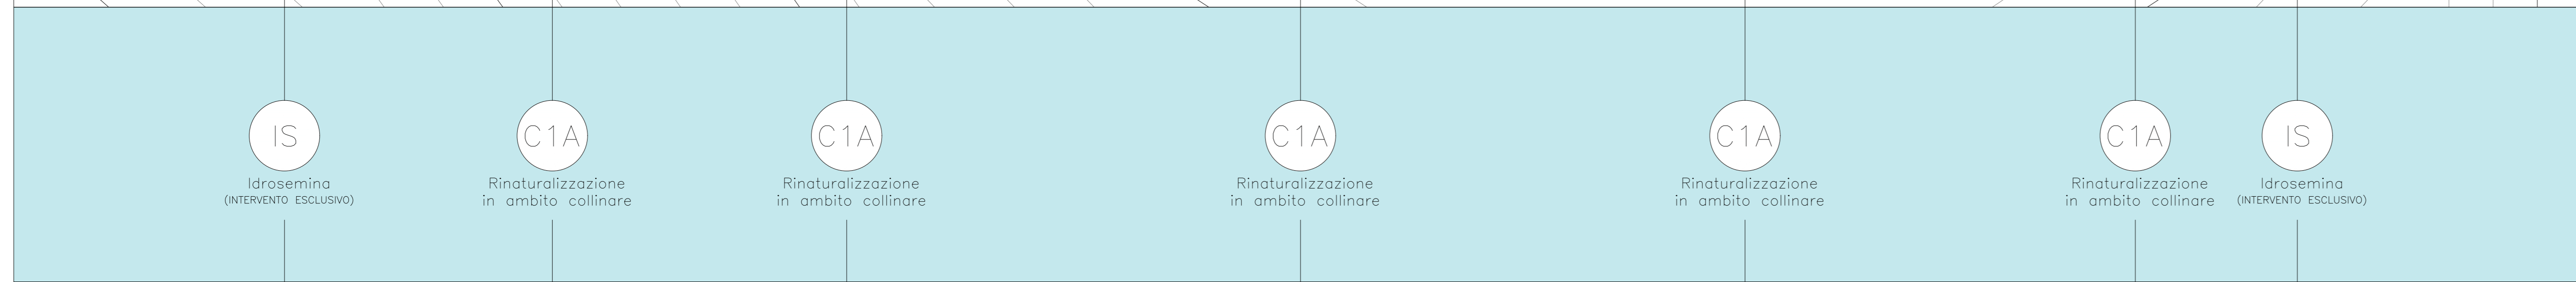 IS
Idrosemina
(INTERVENTO ESCLUSIVO)
C1A
Rinaturalizzazione
in ambito collinare
C1A
Rinaturalizzazione
in ambito collinare
C1A
Rinaturalizzazione
in ambito collinare
C1A
Rinaturalizzazione
in ambito collinare
C1A
Rinaturalizzazione
in ambito collinare
IS
Idrosemina
(INTERVENTO ESCLUSIVO)